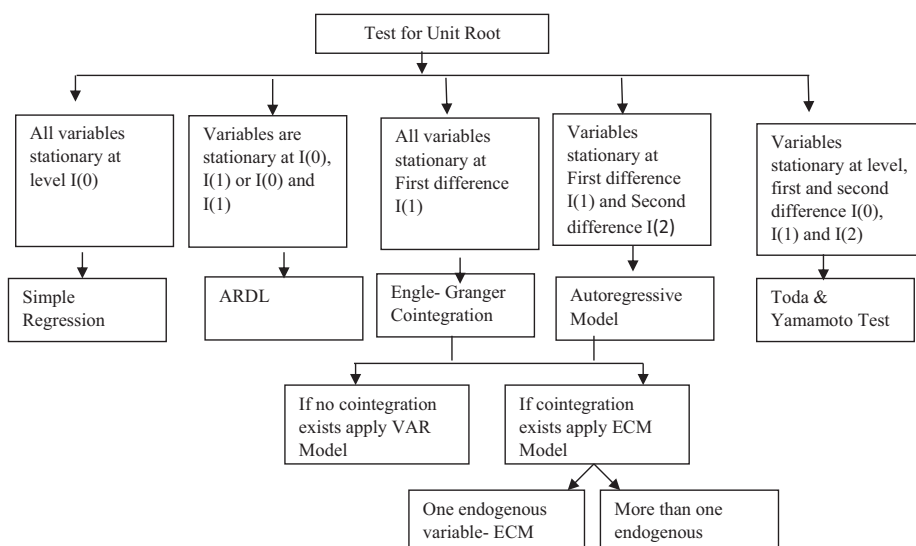 Test for Unit Root
All variables
stationary at
level I(0)
Variables are
stationary at I(0),
I(1) or I(0) and
I(1)
All variables
stationary at
First difference
I(1)
Variables
stationary at
First difference
I(1) and Second
difference I(2)
Variables
stationary at level,
first and second
difference I(0),
I(1) and I(2)
Simple
Regression
ARDL
Engle- Granger
Cointegration
Autoregressive
Model
Toda &
Yamamoto Test
If no cointegration
exists apply VAR
Model
If cointegration
exists apply ECM
Model
One endogenous
variable- ECM
More than one
endogenous